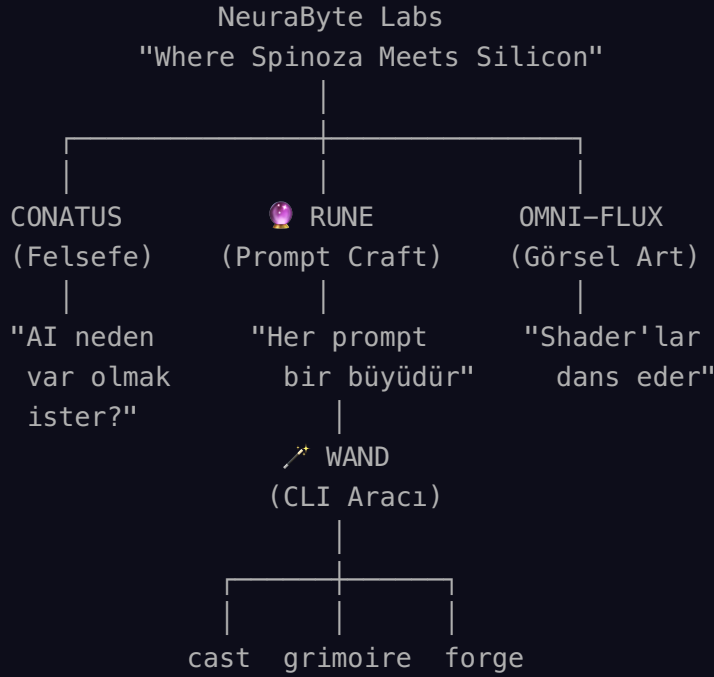 NeuraByte Labs
"Where Spinoza Meets Silicon"
CONATUS 🔮 RUNE OMNI-FLUX
(Felsefe) (Prompt Craft) (Görsel Art)
"AI neden "Her prompt "Shader'lar
var olmak bir büyüdür" dans eder"
ister?"
🪄 WAND
(CLI Aracı)
cast grimoire forge